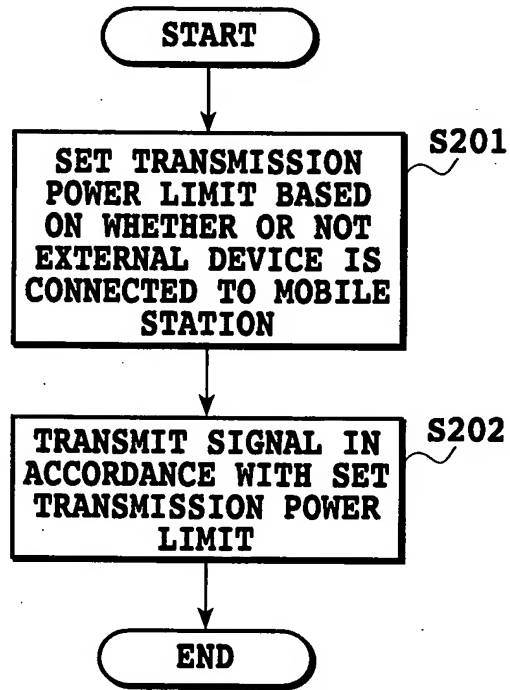 START
S201
SET TRANSMISSION
POWER LIMIT BASED
ON WHETHER OR NOT
EXTERNAL DEVICE IS
CONNECTED TO MOBILE
STATION
S202
TRANSMIT SIGNAL IN
ACCORDANCE WITH SET
TRANSMISSION POWER
LIMIT
END